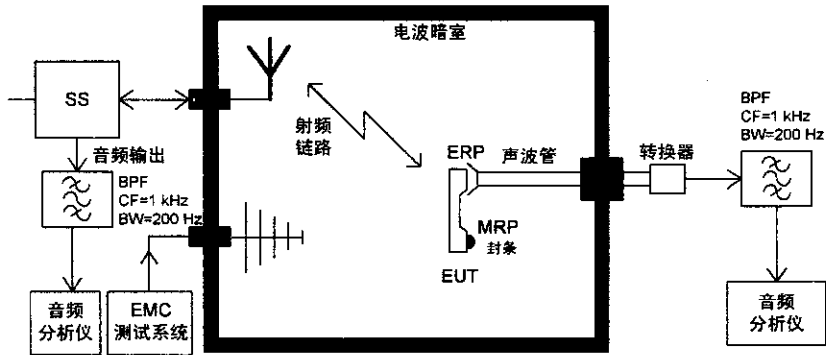 电波暗室
SS
音频输出
BPF
CF=1 kHz
BW=200 Hz
音频
分析仪
EMC
测试系统
射频
链路
ERP
声波管
MRP
封条
EUT
转换器
BPF
CF=1 kHz
BW=200 Hz
音频
分析仪